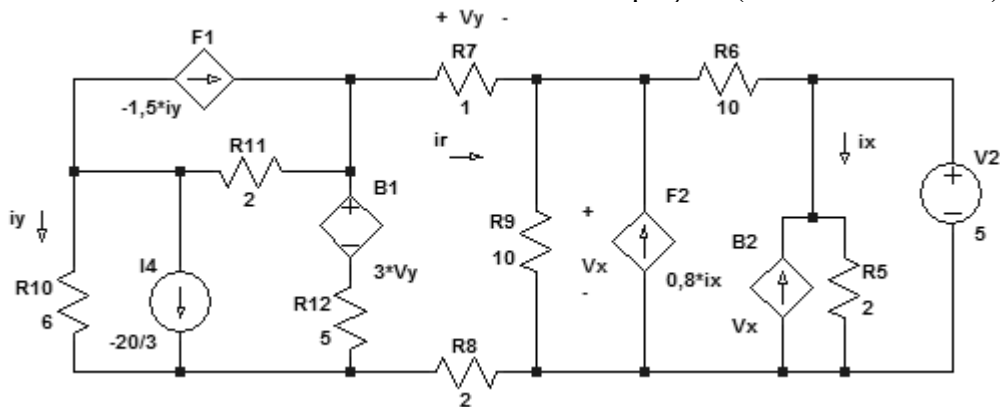 + Vy -
F1
R7
R6
-1,5*iy
1
10
ir
ix
V2
+
-
5
R11
2
B1
+
-
3*Vy
iy
R10
6
I4
-20/3
R12
5
R9
10
+
Vx
-
F2
0,8*ix
B2
Vx
R5
2
R8
2